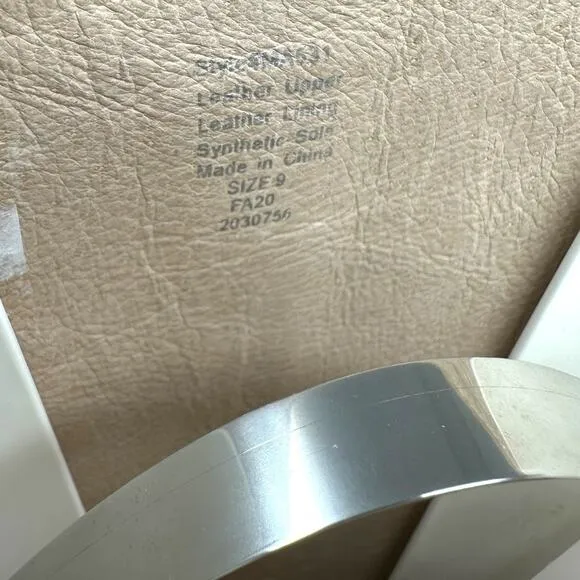 Leather Upper
Leather Lining
Synthetic Sole
Made in China
SIZE 9
FA20
2030756